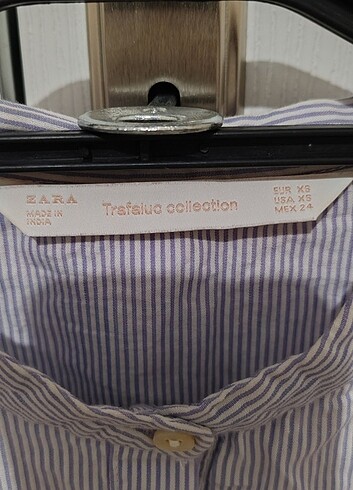 ZARA
MADE IN
INDIA
Trafaluc collection
EUR XS
USA XS
MEX 24